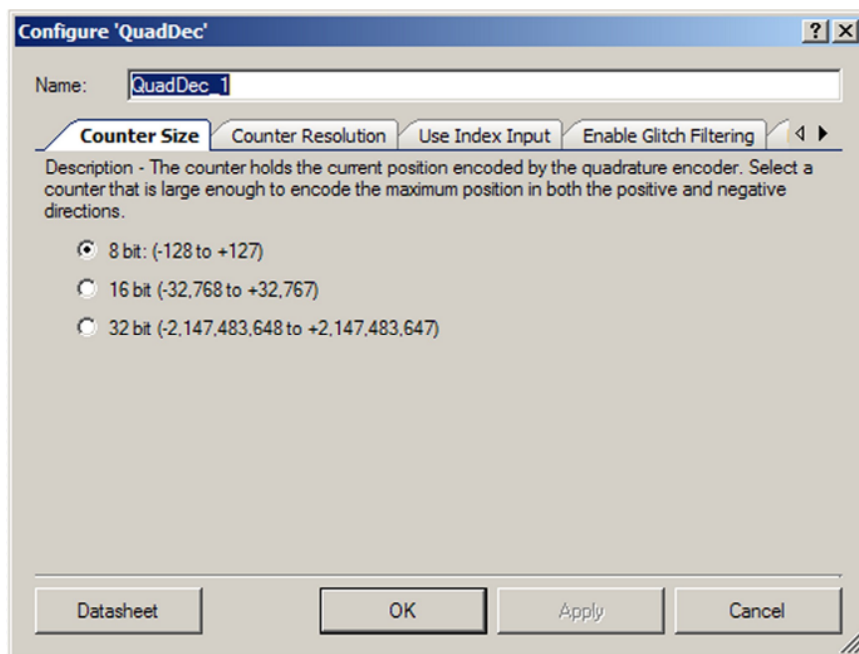 Configure 'QuadDec'
Name: QuadDec_1
Counter Size Counter Resolution Use Index Input Enable Glitch Filtering
Description - The counter holds the current position encoded by the quadrature encoder. Select a
counter that is large enough to encode the maximum position in both the positive and negative
directions.
8 bit: (-128 to +127)
16 bit (-32,768 to +32,767)
32 bit (-2,147,483,648 to +2,147,483,647)
Datasheet OK Apply Cancel